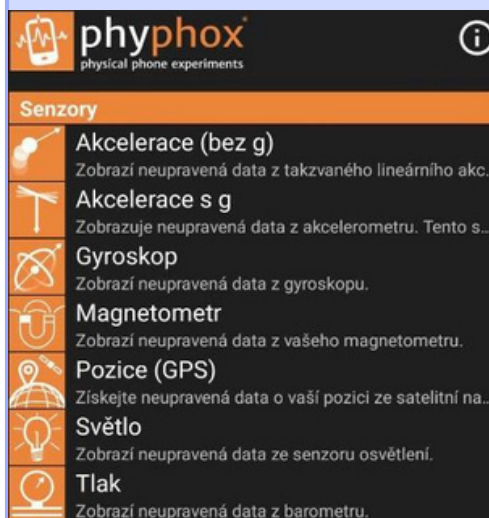 phyphox
physical phone experiments
Senzory
Akcelerace (bez g)
Zobrazí neupravená data z takzvaného lineárního akc.
Akcelerace s g
Zobrazuje neupravená data z akcelerometru. Tento s...
Gyroskop
Zobrazí neupravená data z gyroskopu.
Magnetometr
Zobrazí neupravená data z vašeho magnetometru.
Pozice (GPS)
Získejte neupravená data o vaší pozici ze satelitní na...
Světlo
Zobrazí neupravená data ze senzoru osvětlení.
Tlak
Zobrazí neupravená data z barometru.